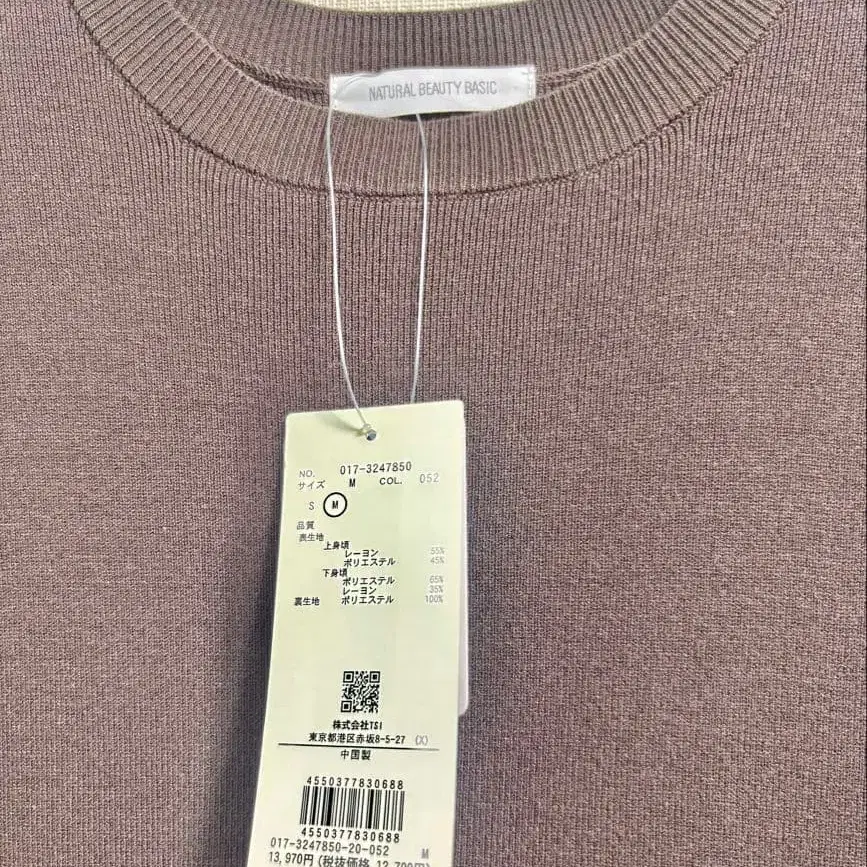 NATURAL BEAUTY BASIC
NO. 017-3247850
サイズ M COL. 052
S M
品質
表生地
上身頃
レーヨン 55%
ポリエステル 45%
下身頃
ポリエステル 65%
レーヨン 35%
裏生地 ポリエステル 100%
株式会社TSI
東京都港区赤坂8-5-27 (X)
中国製
4550377830688
4550377830688
017-3247850-20-052 M
13,970円(税抜価格